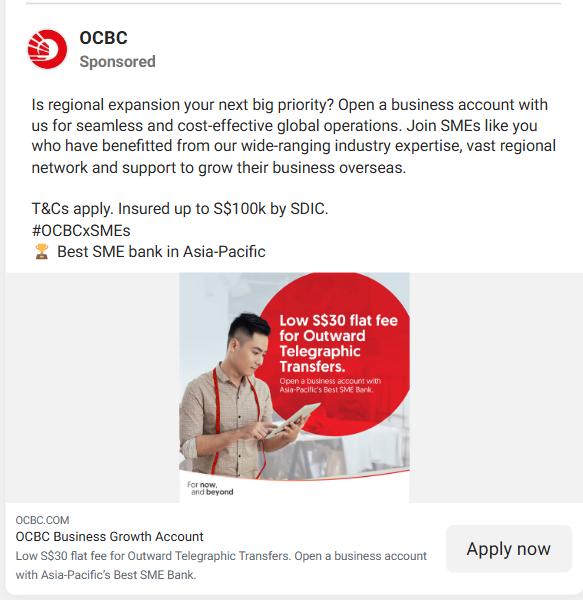 OCBC
Sponsored
Is regional expansion your next big priority? Open a business account with
us for seamless and cost-effective global operations. Join SMEs like you
who have benefitted from our wide-ranging industry expertise, vast regional
network and support to grow their business overseas.
T&Cs apply. Insured up to S$100k by SDIC.
#OCBCxSMEs
🏆 Best SME bank in Asia-Pacific
Low S$30 flat fee
for Outward
Telegraphic
Transfers.
Open a business account with
Asia-Pacific's Best SME Bank.
For now,
and beyond
OCBC.COM
OCBC Business Growth Account
Low S$30 flat fee for Outward Telegraphic Transfers. Open a business account
with Asia-Pacific's Best SME Bank.
Apply now